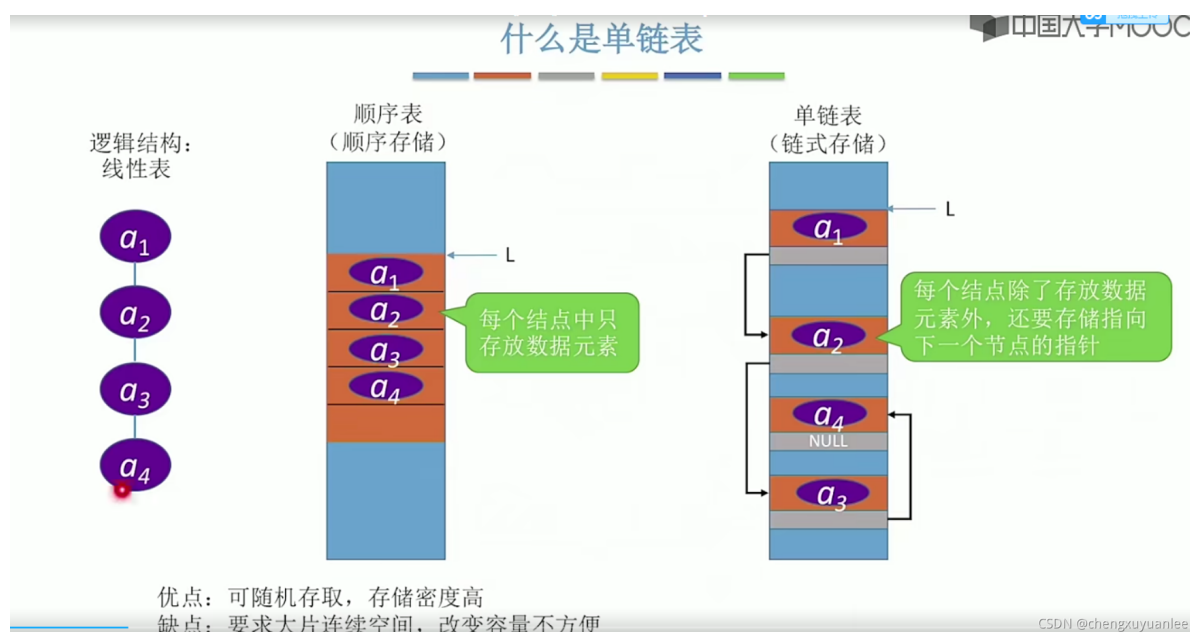 中国大学MOOC
什么是单链表
逻辑结构：
线性表
a1
a2
a3
a4
顺序表
（顺序存储）
L
a1
a2
a3
a4
每个结点中只
存放数据元素
单链表
（链式存储）
L
a1
a2
a4
NULL
a3
每个结点除了存放数据
元素外，还要存储指向
下一个节点的指针
优点：可随机存取，存储密度高
缺点：要求大片连续空间，改变容量不方便
CSDN @chengxuyuanlee